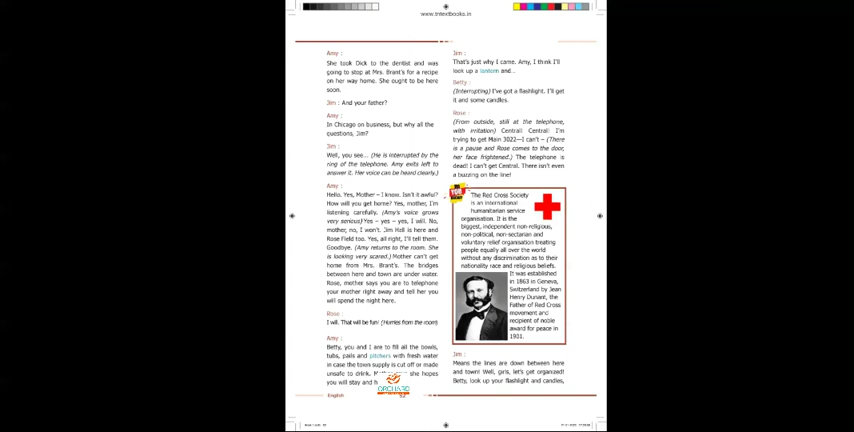 www.tntextbooks.in
Amy :
She took Dick to the dentist and was
going to stop at Mrs. Brant's for a recipe
on her way home. She ought to be here
soon.
Jim : And your father?
Amy :
In Chicago on business, but why all the
questions, Jim?
Jim :
Well, you see... (He is interrupted by the
ring of the telephone. Amy exits left to
answer it. Her voice can be heard clearly.)
Amy :
Hello. Yes, Mother – I know. Isn't it awful?
How will you get home? Yes, mother, I'm
listening carefully. (Amy's voice grows
very serious) Yes – yes – yes, I will. No,
mother, no, I won't. Jim Hall is here and
Rose Field too. Yes, all right, I'll tell them.
Goodbye. (Amy returns to the room. She
is looking very scared.) Mother can't get
home from Mrs. Brant's. The bridges
between here and town are under water.
Rose, mother says you are to telephone
your mother right away and tell her you
will spend the night here.
Rose :
I will. That will be fun! (Hurries from the room)
Amy :
Betty, you and I are to fill all the bowls,
tubs, pails and pitchers with fresh water
in case the town supply is cut off or made
unsafe to drink. she hopes
you will stay and
ORCHARD
English
52
Jim :
That's just why I came. Amy, I think I'll
look up a lantern and...
Betty :
(Interrupting) I've got a flashlight. I'll get
it and some candles.
Rose :
(From outside, still at the telephone,
with irritation) Central! Central! I'm
trying to get Main 3022—I can't – (There
is a pause and Rose comes to the door,
her face frightened.) The telephone is
dead! I can't get Central. There isn't even
a buzzing on the line!
DO YOU KNOW?
The Red Cross Society
is an international
humanitarian service
organisation. It is the
biggest, independent non-religious,
non-political, non-sectarian and
voluntary relief organisation treating
people equally all over the world
without any discrimination as to their
nationality race and religious beliefs.
It was established
in 1863 in Geneva,
Switzerland by Jean
Henry Dunant, the
Father of Red Cross
movement and
recipient of noble
award for peace in
1901.
Jim :
Means the lines are down between here
and town! Well, girls, let's get organized!
Betty, look up your flashlight and candles,